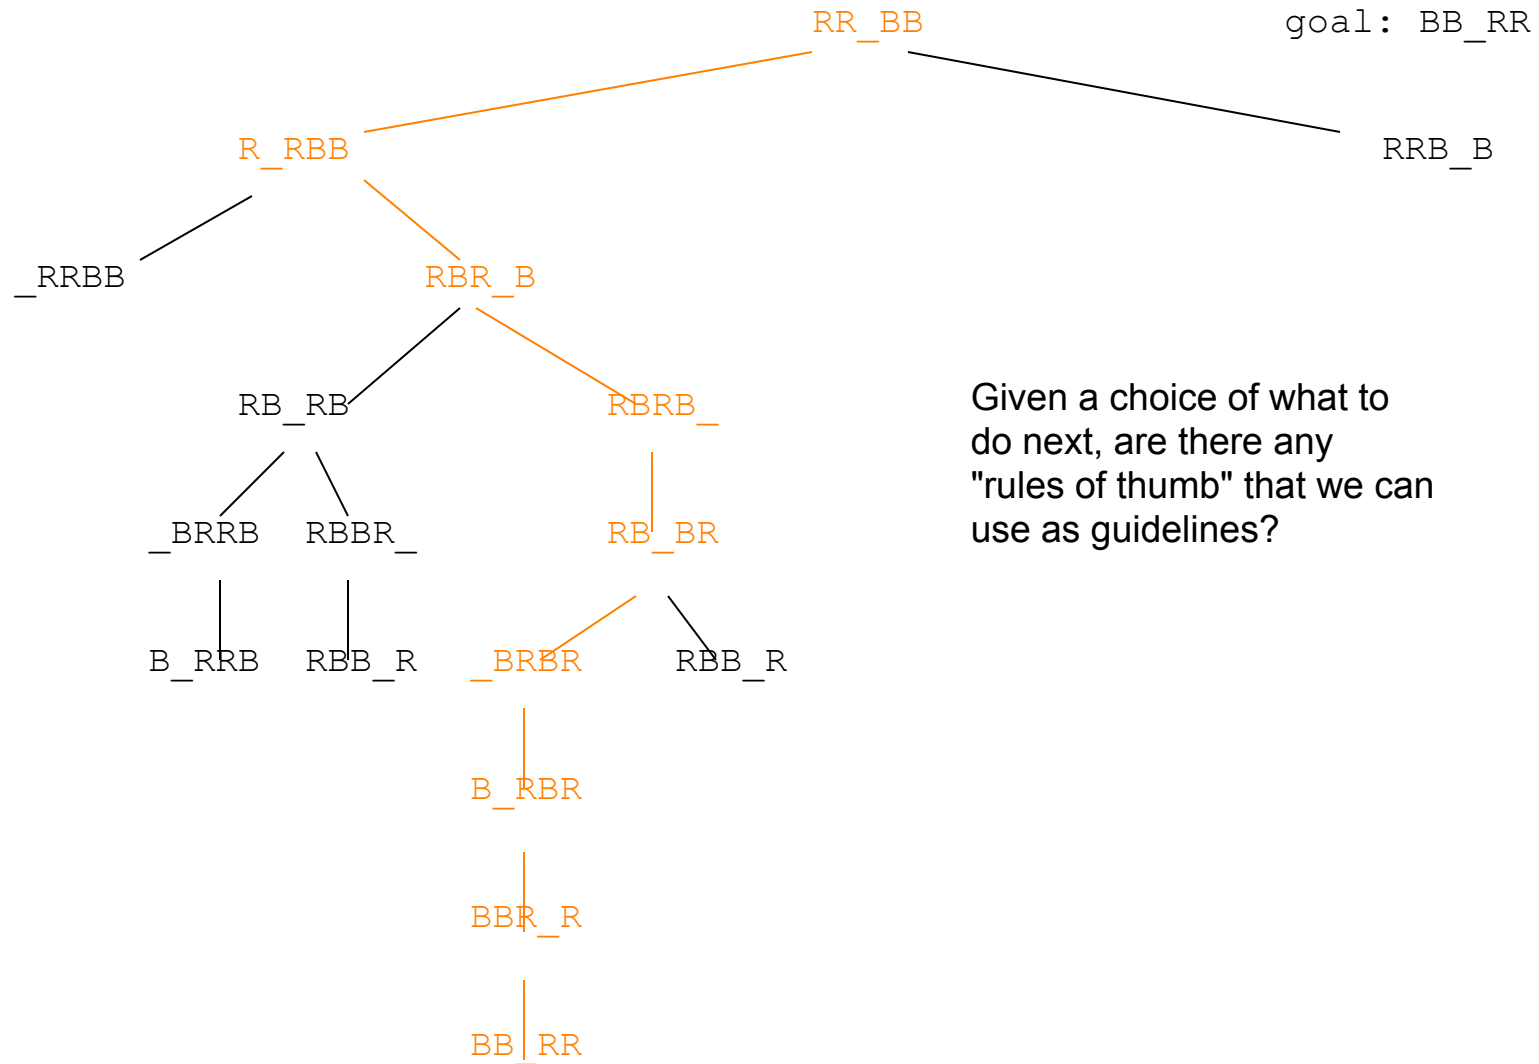 RR_BB
goal: BB_RR
R_RBB
RRB_B
_RRBB
RBR_B
RB_RB
RBRB_
Given a choice of what to
do next, are there any
"rules of thumb" that we can
use as guidelines?
_BRRB
RBBR_
RB_BR
B_RRB
RBB_R
_BRBR
RBB_R
B_RBR
BBR_R
BB_RR